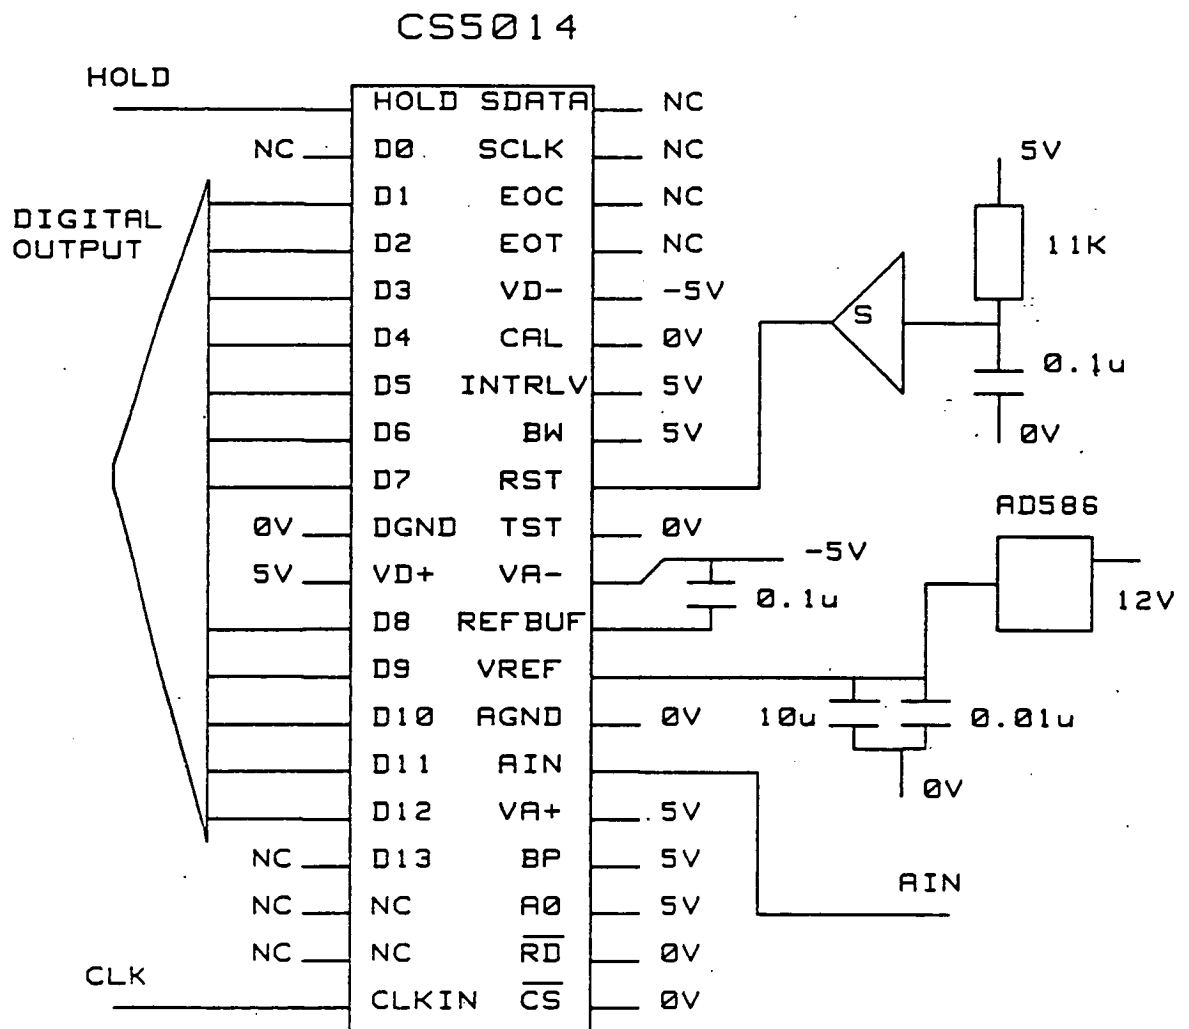 CS5014
HOLD
HOLD SDATA NC
NC D0 SCLK NC
D1 EOC NC
DIGITAL
OUTPUT
D2 EOT NC
D3 VD- -5V
D4 CAL 0V
D5 INTRLV 5V
D6 BW 5V
D7 RST
0V DGND TST 0V
5V VD+ VA-
D8 REFBUF
D9 VREF
D10 AGND 0V
D11 AIN
D12 VA+ 5V
NC D13 BP 5V
NC NC A0 5V
NC NC RD 0V
CLK
CLKIN CS 0V
5V
11K
S
0.1u
0V
AD586
-5V
0.1u
12V
10u
0.01u
0V
AIN